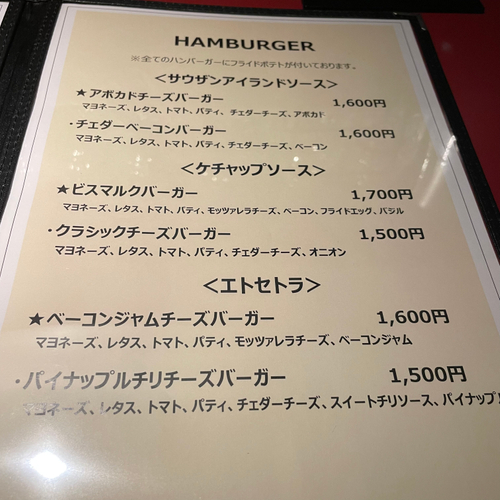 HAMBURGER
※全てのハンバーガーにフライドポテトが付いております。
＜サウザンアイランドソース＞
★アボカドチーズバーガー 1,600円
マヨネーズ、レタス、トマト、パティ、チェダーチーズ、アボカド
・チェダーベーコンバーガー 1,600円
マヨネーズ、レタス、トマト、パティ、チェダーチーズ、ベーコン
＜ケチャップソース＞
★ビスマルクバーガー 1,700円
マヨネーズ、レタス、トマト、パティ、モッツァレラチーズ、ベーコン、フライドエッグ、バジル
・クラシックチーズバーガー 1,500円
マヨネーズ、レタス、トマト、パティ、チェダーチーズ、オニオン
＜エトセトラ＞
★ベーコンジャムチーズバーガー 1,600円
マヨネーズ、レタス、トマト、パティ、モッツァレラチーズ、ベーコンジャム
・パイナップルチリチーズバーガー 1,500円
マヨネーズ、レタス、トマト、パティ、チェダーチーズ、スイートチリソース、パイナップ